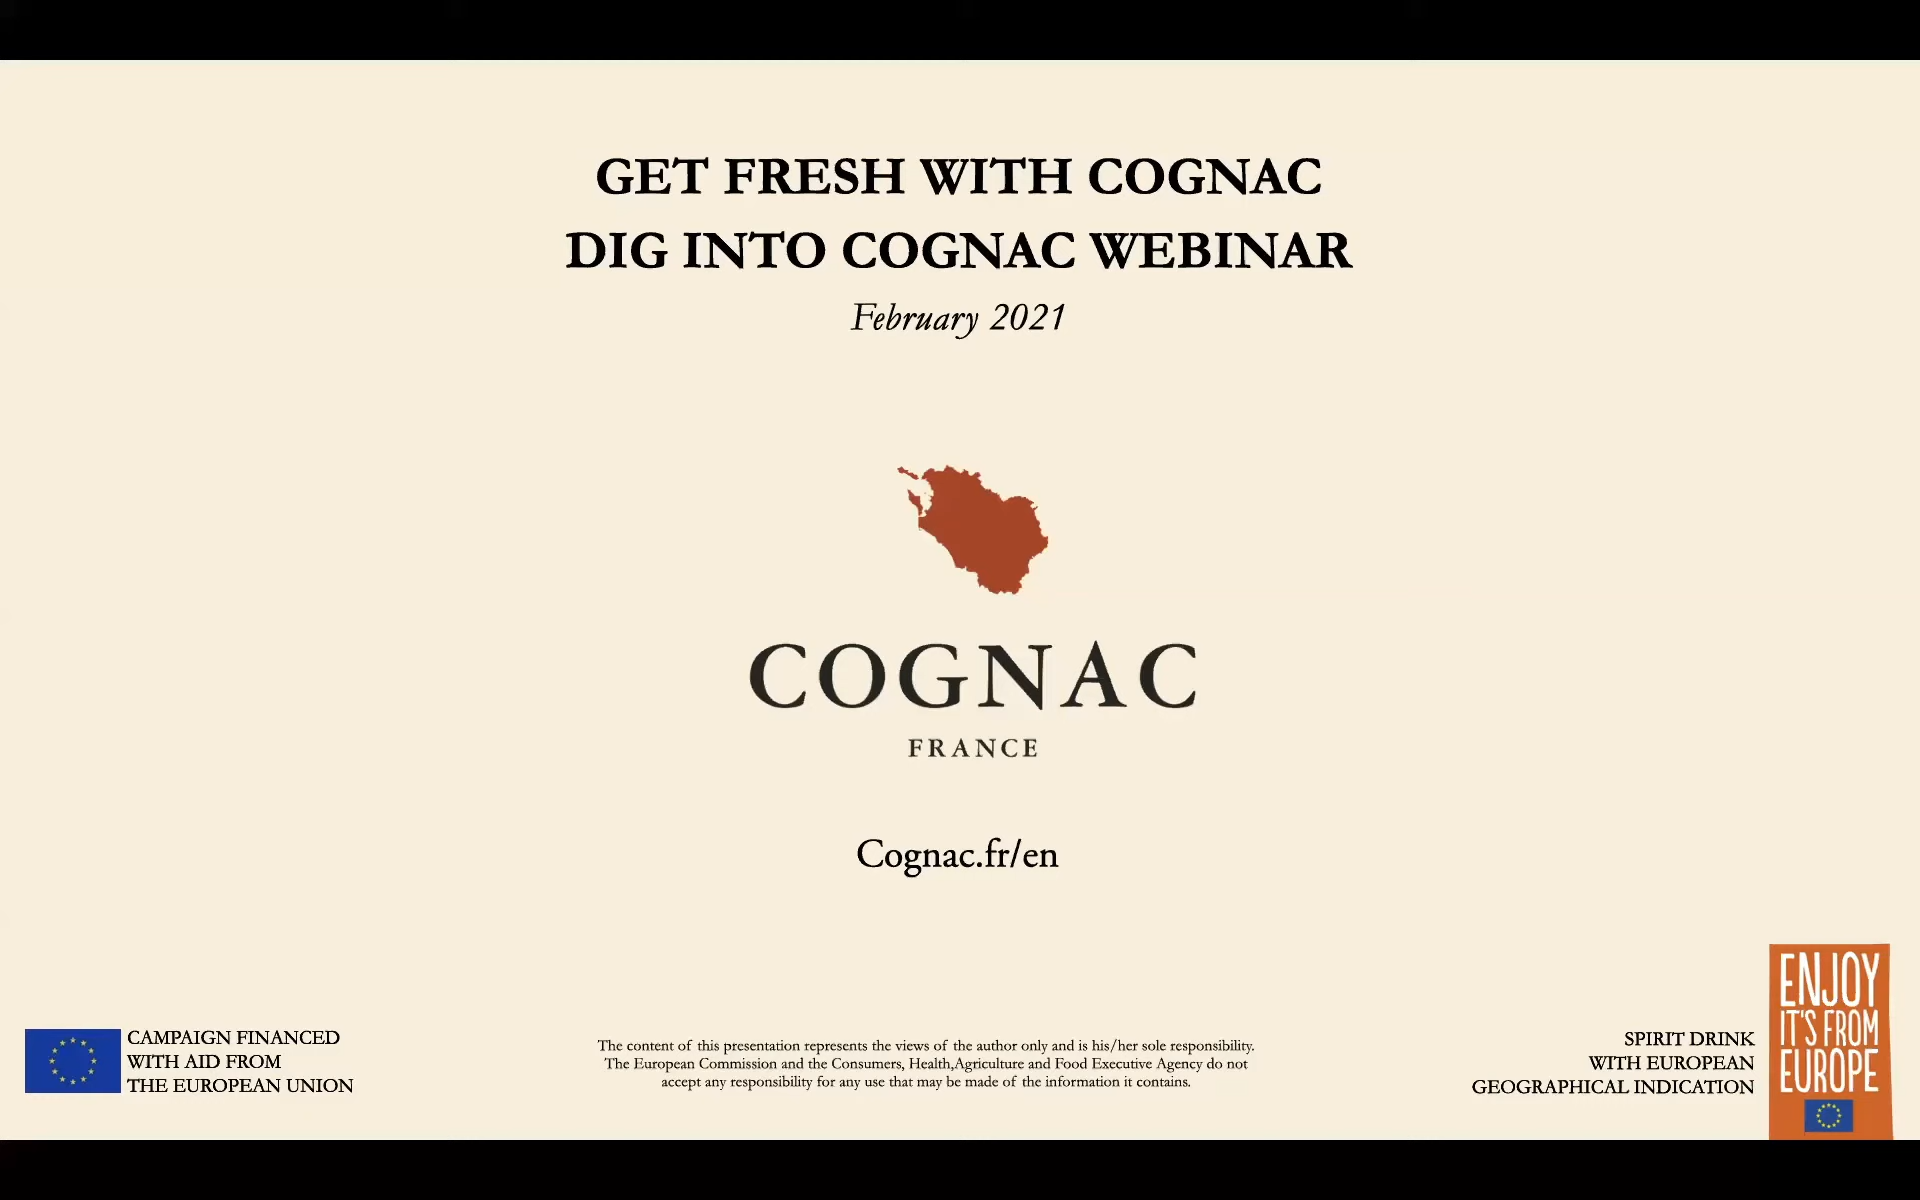 GET FRESH WITH COGNAC
DIG INTO COGNAC WEBINAR
February 2021
COGNAC
FRANCE
Cognac.fr/en
CAMPAIGN FINANCED
WITH AID FROM
THE EUROPEAN UNION
The content of this presentation represents the views of the author only and is his/her sole responsibility.
The European Commission and the Consumers, Health,Agriculture and Food Executive Agency do not
accept any responsibility for any use that may be made of the information it contains.
SPIRIT DRINK
WITH EUROPEAN
GEOGRAPHICAL INDICATION
ENJOY
IT'S FROM
EUROPE